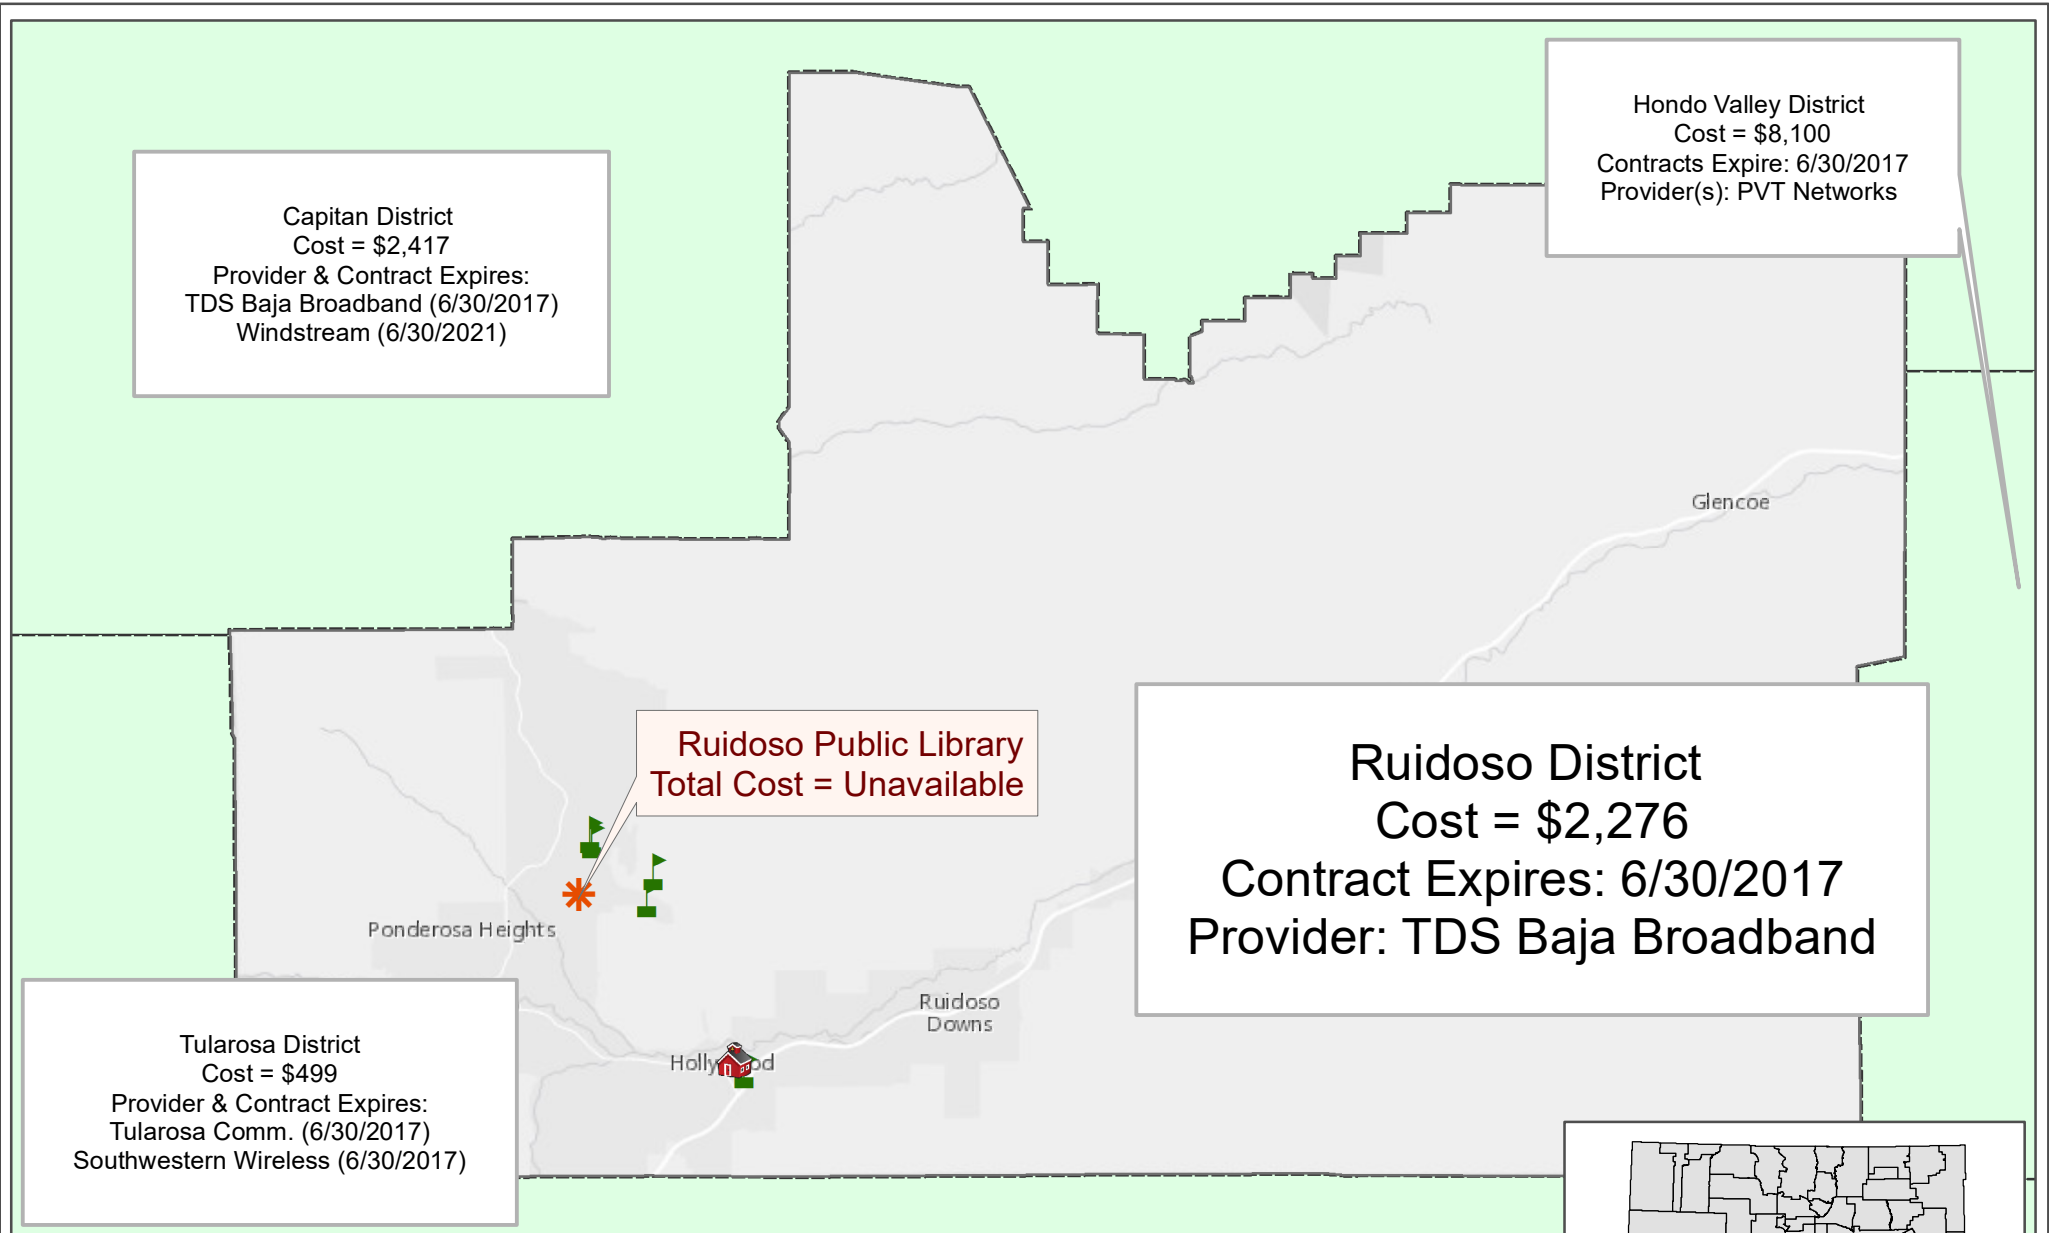 Hondo Valley District
Cost = $8,100
Contracts Expire: 6/30/2017
Provider(s): PVT Networks
Capitan District
Cost = $2,417
Provider & Contract Expires:
TDS Baja Broadband (6/30/2017)
Windstream (6/30/2021)
Glencoe
Ruidoso Public Library
Total Cost = Unavailable
Ruidoso District
Cost = $2,276
Contract Expires: 6/30/2017
Provider: TDS Baja Broadband
Ponderosa Heights
Ruidoso
Downs
Tularosa District
Cost = $499
Provider & Contract Expires:
Tularosa Comm. (6/30/2017)
Southwestern Wireless (6/30/2017)